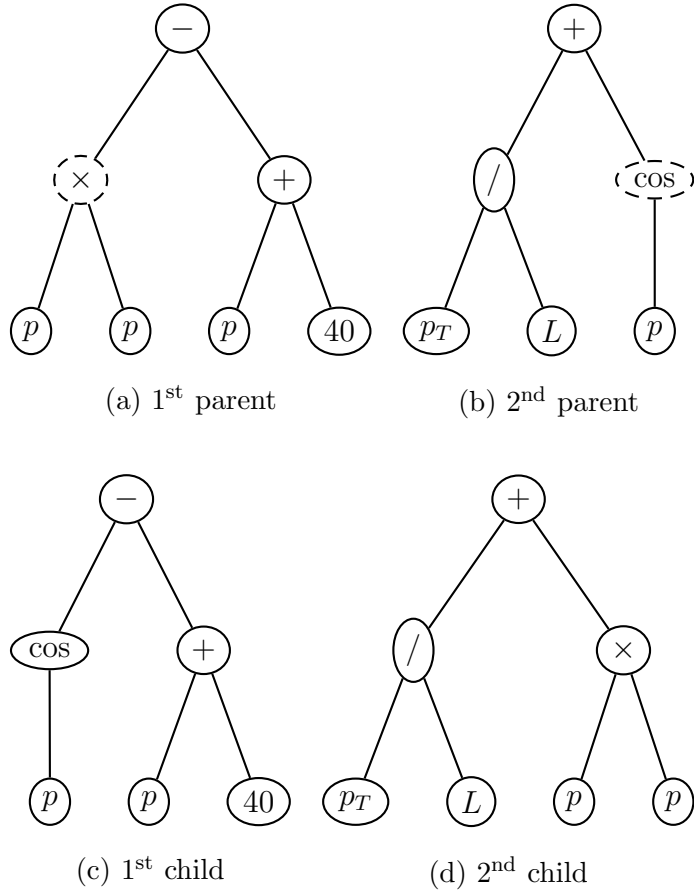 − +
× + / cos
p p p 40 p_T L p
(a) 1st parent (b) 2nd parent
− +
cos + / ×
p p 40 p_T L p p
(c) 1st child (d) 2nd child